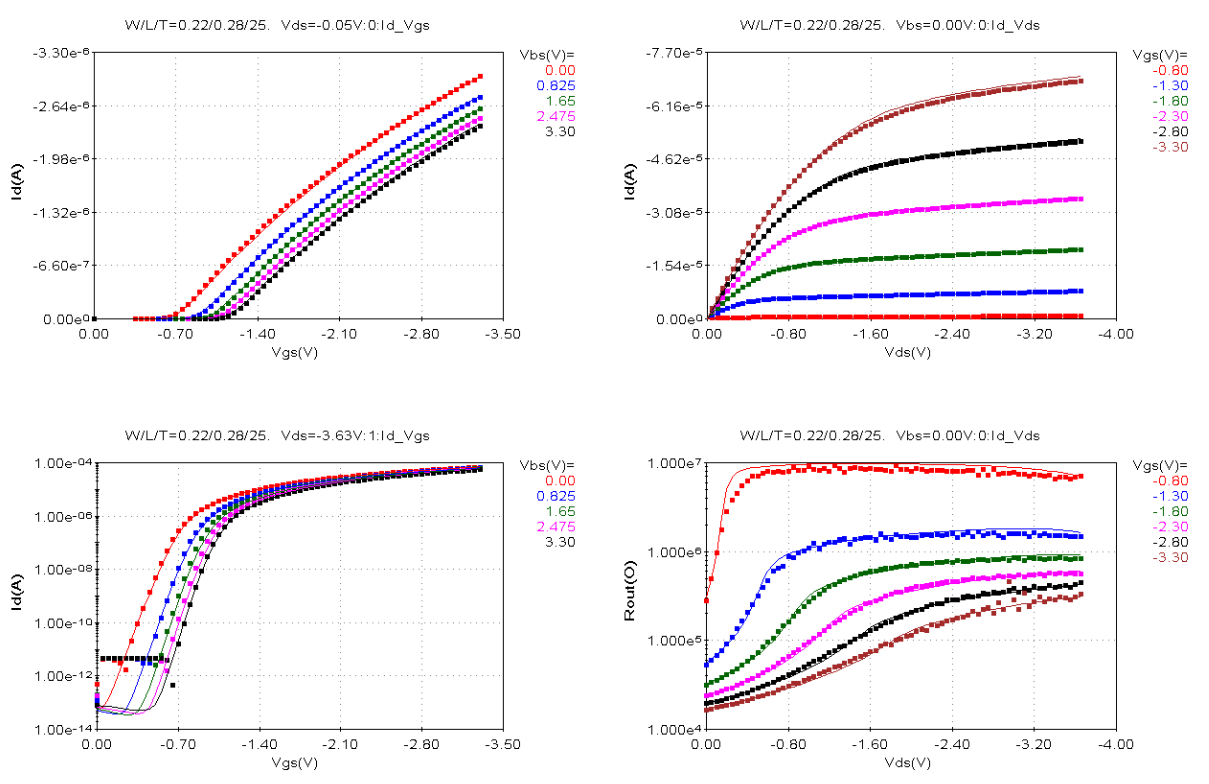 W/L/T=0.22/0.28/25. Vds=-0.05V:0:Id_Vgs
-3.30e-6
-2.64e-6
-1.98e-6
-1.32e-6
-6.60e-7
0.00e0
Id(A)
0.00 -0.70 -1.40 -2.10 -2.80 -3.50
Vgs(V)
Vbs(V)=
0.00
0.825
1.65
2.475
3.30
W/L/T=0.22/0.28/25. Vbs=0.00V:0:Id_Vds
-7.70e-5
-6.16e-5
-4.62e-5
-3.08e-5
-1.54e-5
0.00e0
Id(A)
0.00 -0.80 -1.60 -2.40 -3.20 -4.00
Vds(V)
Vgs(V)=
-0.80
-1.30
-1.80
-2.30
-2.80
-3.30
W/L/T=0.22/0.28/25. Vds=-3.63V:1:Id_Vgs
1.00e-04
1.00e-06
1.00e-08
1.00e-10
1.00e-12
1.00e-14
Id(A)
0.00 -0.70 -1.40 -2.10 -2.80 -3.50
Vgs(V)
Vbs(V)=
0.00
0.825
1.65
2.475
3.30
W/L/T=0.22/0.28/25. Vbs=0.00V:0:Id_Vds
1.000e7
1.000e6
1.000e5
1.000e4
Rout(O)
0.00 -0.80 -1.60 -2.40 -3.20 -4.00
Vds(V)
Vgs(V)=
-0.80
-1.30
-1.80
-2.30
-2.80
-3.30